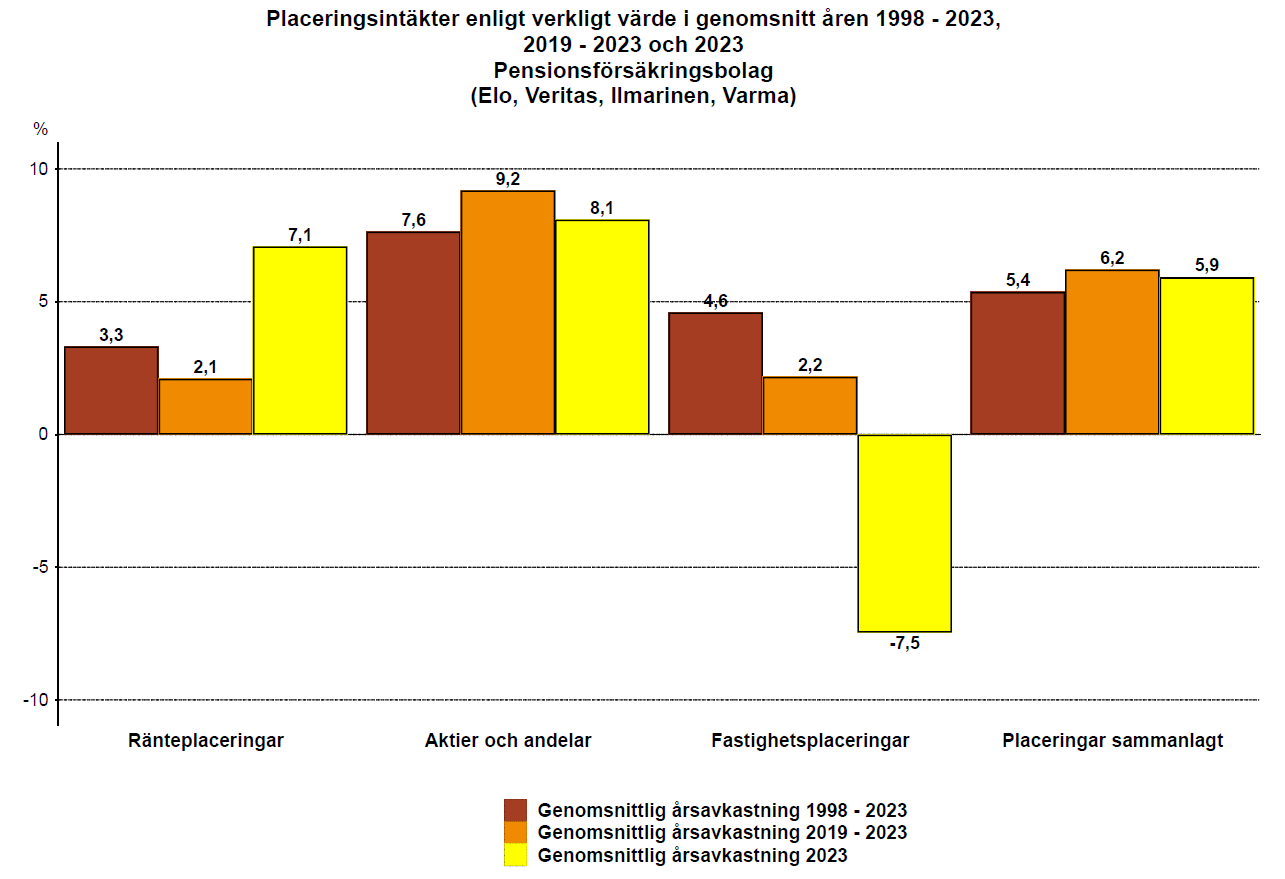 Placeringsintäkter enligt verkligt värde i genomsnitt åren 1998 - 2023,
2019 - 2023 och 2023
Pensionsförsäkringsbolag
(Elo, Veritas, Ilmarinen, Varma)
%
10
5
0
-5
-10
3,3
2,1
7,1
7,6
9,2
8,1
4,6
2,2
-7,5
5,4
6,2
5,9
Ränteplaceringar
Aktier och andelar
Fastighetsplaceringar
Placeringar sammanlagt
Genomsnittlig årsavkastning 1998 - 2023
Genomsnittlig årsavkastning 2019 - 2023
Genomsnittlig årsavkastning 2023